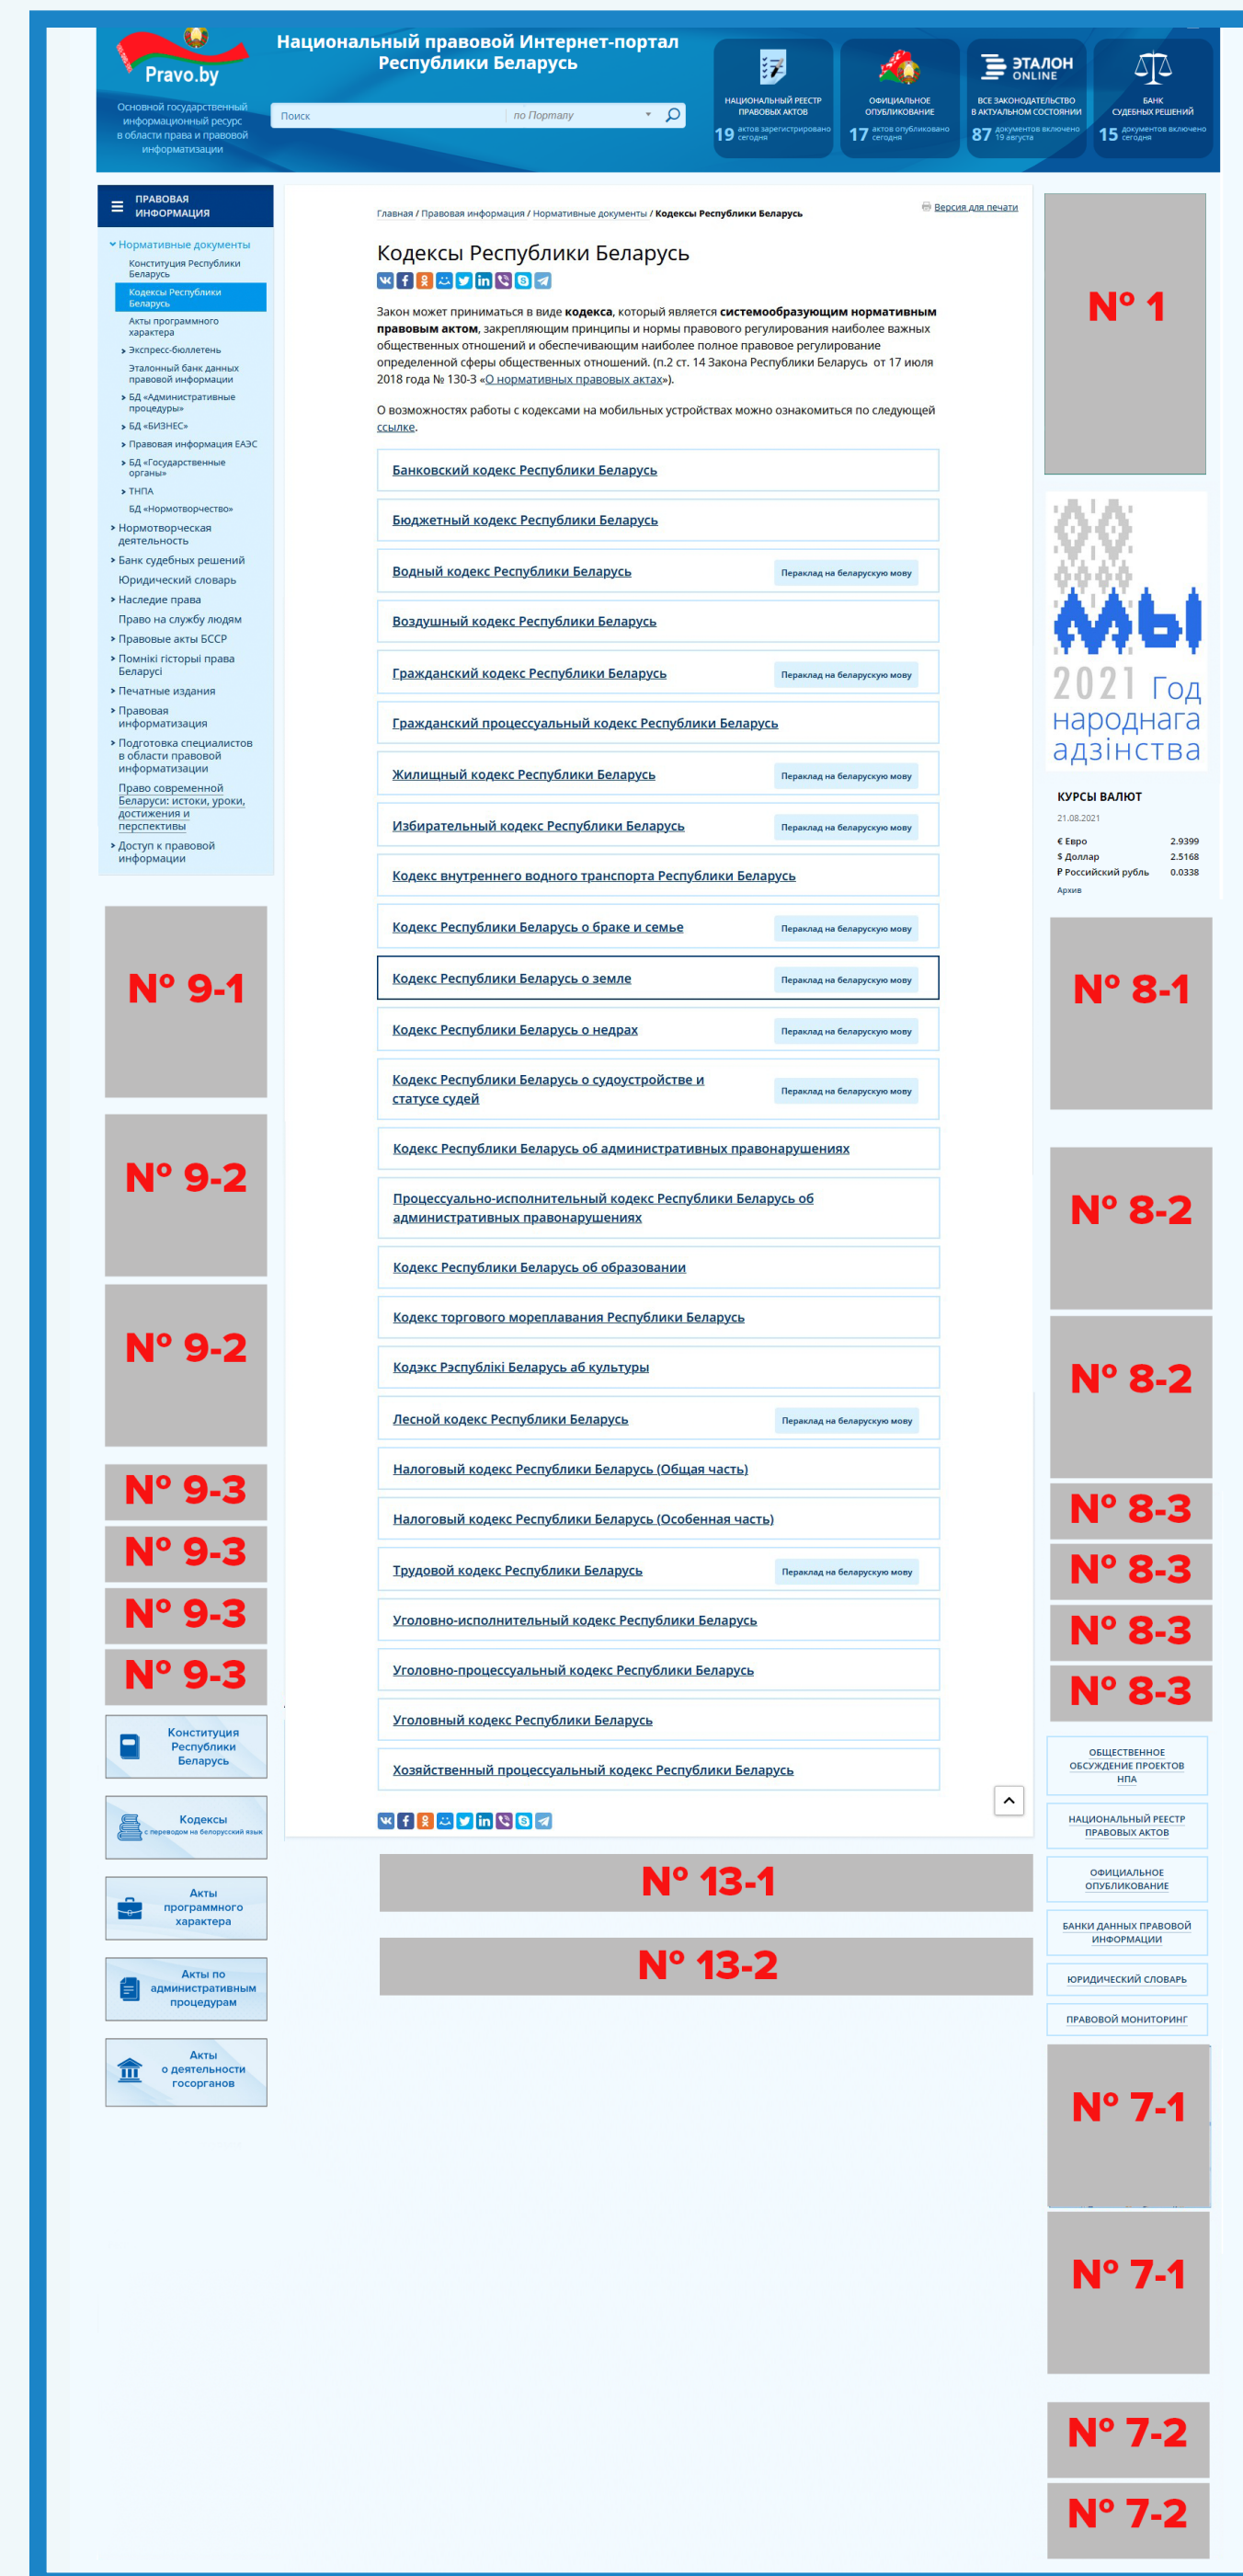 Pravo.by
Основной государственный
информационный ресурс
в области права и правовой
информатизации
Национальный правовой Интернет-портал
Республики Беларусь
Поиск
по Порталу
НАЦИОНАЛЬНЫЙ РЕЕСТР
ПРАВОВЫХ АКТОВ
19 актов зарегистрировано
сегодня
ОФИЦИАЛЬНОЕ
ОПУБЛИКОВАНИЕ
17 актов опубликовано
сегодня
ЭТАЛОН
ONLINE
ВСЕ ЗАКОНОДАТЕЛЬСТВО
В АКТУАЛЬНОМ СОСТОЯНИИ
87 документов включено
19 августа
БАНК
СУДЕБНЫХ РЕШЕНИЙ
15 документов включено
сегодня
ПРАВОВАЯ
ИНФОРМАЦИЯ
Нормативные документы
Конституция Республики
Беларусь
Кодексы Республики
Беларусь
Акты программного
характера
Экспресс-бюллетень
Эталонный банк данных
правовой информации
БД «Административные
процедуры»
БД «БИЗНЕС»
Правовая информация ЕАЭС
БД «Государственные
органы»
ТНПА
БД «Нормотворчество»
Нормотворческая
деятельность
Банк судебных решений
Юридический словарь
Наследие права
Право на службу людям
Правовые акты БССР
Помнікі гісторыі права
Беларусі
Печатные издания
Правовая
информатизация
Подготовка специалистов
в области правовой
информатизации
Право современной
Беларуси: истоки, уроки,
достижения и
перспективы
Доступ к правовой
информации
№ 9-1
№ 9-2
№ 9-2
№ 9-3
№ 9-3
№ 9-3
№ 9-3
Конституция
Республики
Беларусь
Кодексы
с переводом на белорусский язык
Акты
программного
характера
Акты по
административным
процедурам
Акты
о деятельности
госорганов
Главная / Правовая информация / Нормативные документы / Кодексы Республики Беларусь
Версия для печати
Кодексы Республики Беларусь
Закон может приниматься в виде кодекса, который является системообразующим нормативным
правовым актом, закрепляющим принципы и нормы правового регулирования наиболее важных
общественных отношений и обеспечивающим наиболее полное правовое регулирование
определенной сферы общественных отношений. (п.2 ст. 14 Закона Республики Беларусь от 17 июля
2018 года № 130-З «О нормативных правовых актах»).
О возможностях работы с кодексами на мобильных устройствах можно ознакомиться по следующей
ссылке.
Банковский кодекс Республики Беларусь
Бюджетный кодекс Республики Беларусь
Водный кодекс Республики Беларусь Пераклад на беларускую мову
Воздушный кодекс Республики Беларусь
Гражданский кодекс Республики Беларусь Пераклад на беларускую мову
Гражданский процессуальный кодекс Республики Беларусь
Жилищный кодекс Республики Беларусь Пераклад на беларускую мову
Избирательный кодекс Республики Беларусь Пераклад на беларускую мову
Кодекс внутреннего водного транспорта Республики Беларусь
Кодекс Республики Беларусь о браке и семье Пераклад на беларускую мову
Кодекс Республики Беларусь о земле Пераклад на беларускую мову
Кодекс Республики Беларусь о недрах Пераклад на беларускую мову
Кодекс Республики Беларусь о судоустройстве и
статусе судей Пераклад на беларускую мову
Кодекс Республики Беларусь об административных правонарушениях
Процессуально-исполнительный кодекс Республики Беларусь об
административных правонарушениях
Кодекс Республики Беларусь об образовании
Кодекс торгового мореплавания Республики Беларусь
Кодэкс Рэспублікі Беларусь аб культуры
Лесной кодекс Республики Беларусь Пераклад на беларускую мову
Налоговый кодекс Республики Беларусь (Общая часть)
Налоговый кодекс Республики Беларусь (Особенная часть)
Трудовой кодекс Республики Беларусь Пераклад на беларускую мову
Уголовно-исполнительный кодекс Республики Беларусь
Уголовно-процессуальный кодекс Республики Беларусь
Уголовный кодекс Республики Беларусь
Хозяйственный процессуальный кодекс Республики Беларусь
№ 13-1
№ 13-2
№ 1
МЫ
2021 Год
народнага
адзінства
КУРСЫ ВАЛЮТ
21.08.2021
€ Евро 2.9399
$ Доллар 2.5168
₽ Российский рубль 0.0338
Архив
№ 8-1
№ 8-2
№ 8-2
№ 8-3
№ 8-3
№ 8-3
№ 8-3
ОБЩЕСТВЕННОЕ
ОБСУЖДЕНИЕ ПРОЕКТОВ
НПА
НАЦИОНАЛЬНЫЙ РЕЕСТР
ПРАВОВЫХ АКТОВ
ОФИЦИАЛЬНОЕ
ОПУБЛИКОВАНИЕ
БАНКИ ДАННЫХ ПРАВОВОЙ
ИНФОРМАЦИИ
ЮРИДИЧЕСКИЙ СЛОВАРЬ
ПРАВОВОЙ МОНИТОРИНГ
№ 7-1
№ 7-1
№ 7-2
№ 7-2